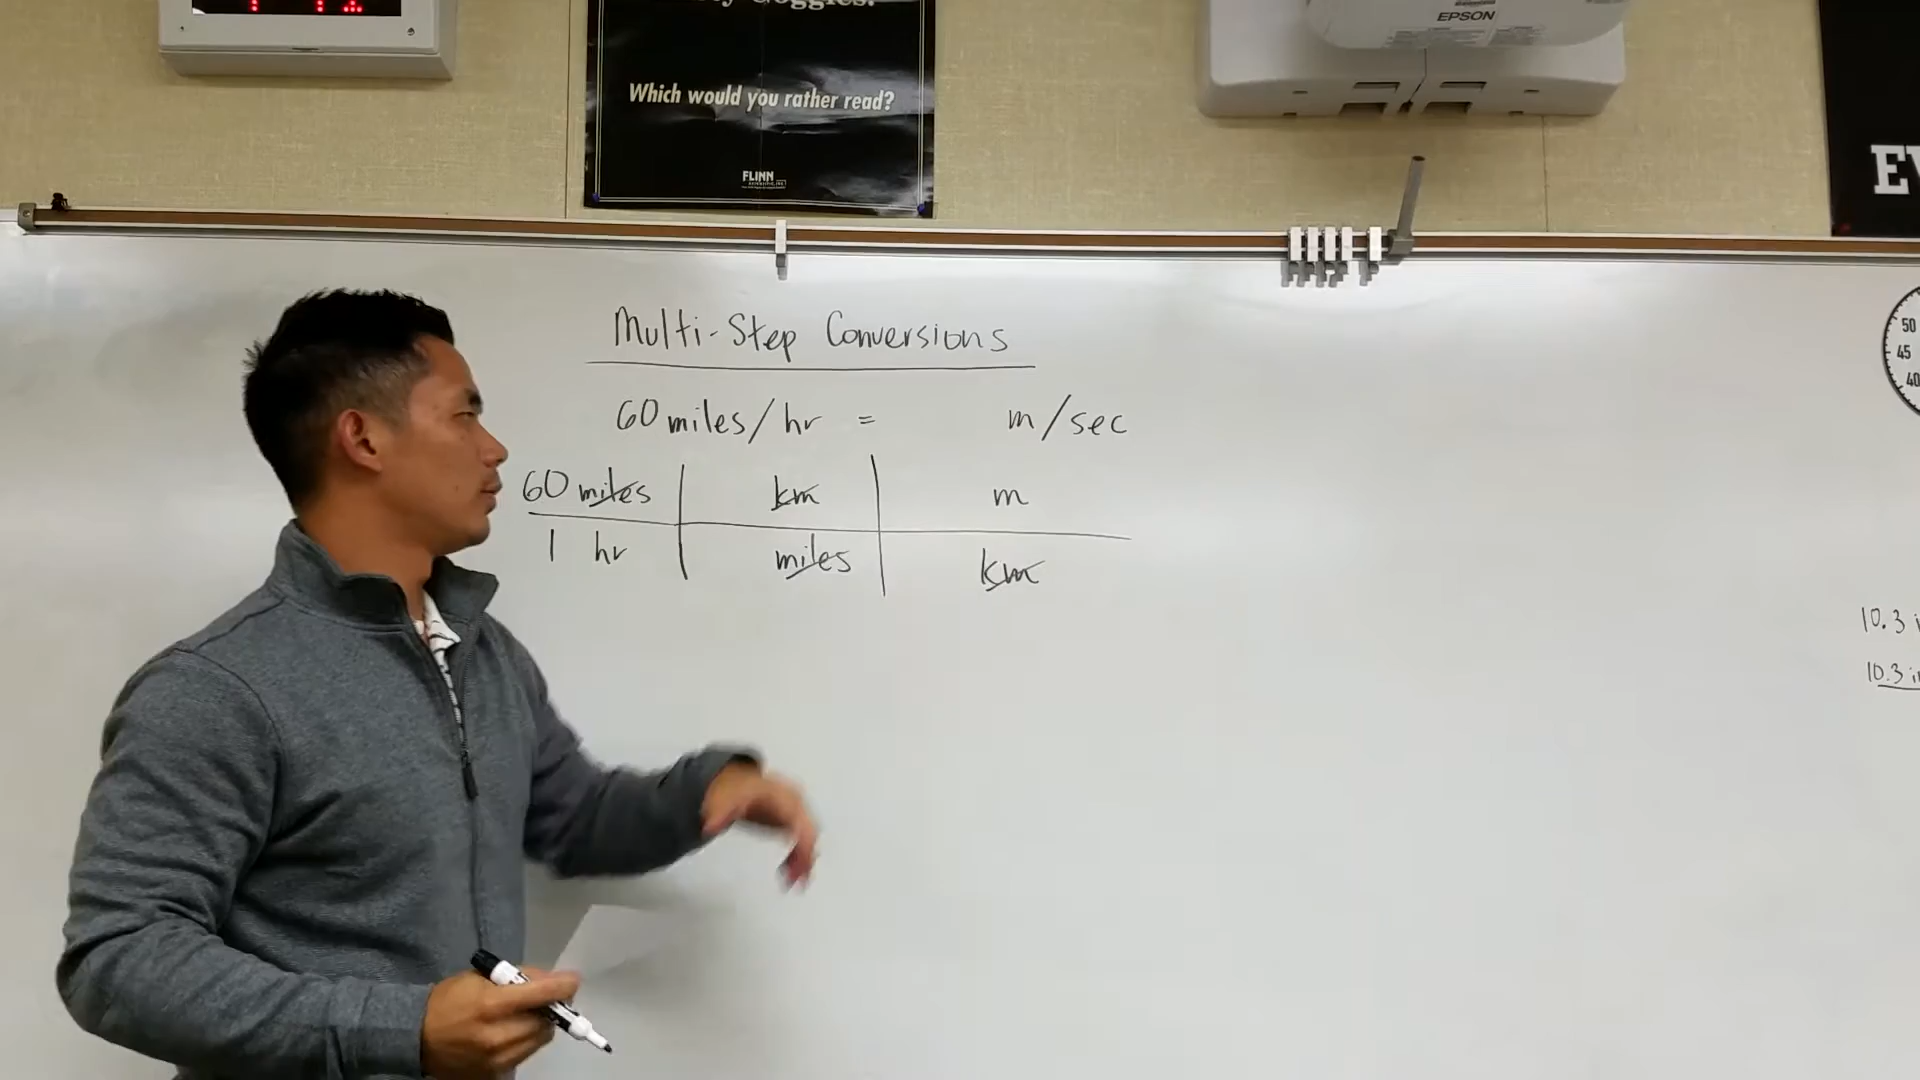 EPSON
Which would you rather read?
FLINN
Multi-Step Conversions
60 miles/hr = m/sec
60 miles km m
1 hr miles km
50
45
40
10.3 i
10.3 i